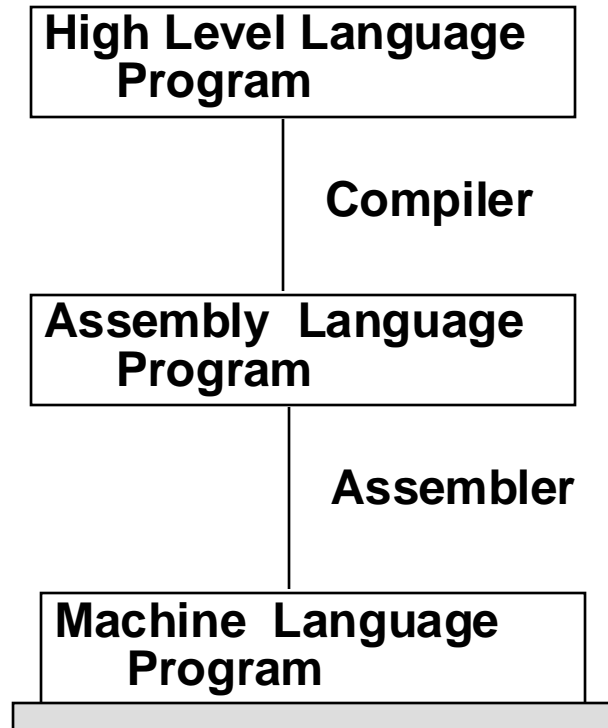 High Level Language
Program
Compiler
Assembly Language
Program
Assembler
Machine Language
Program